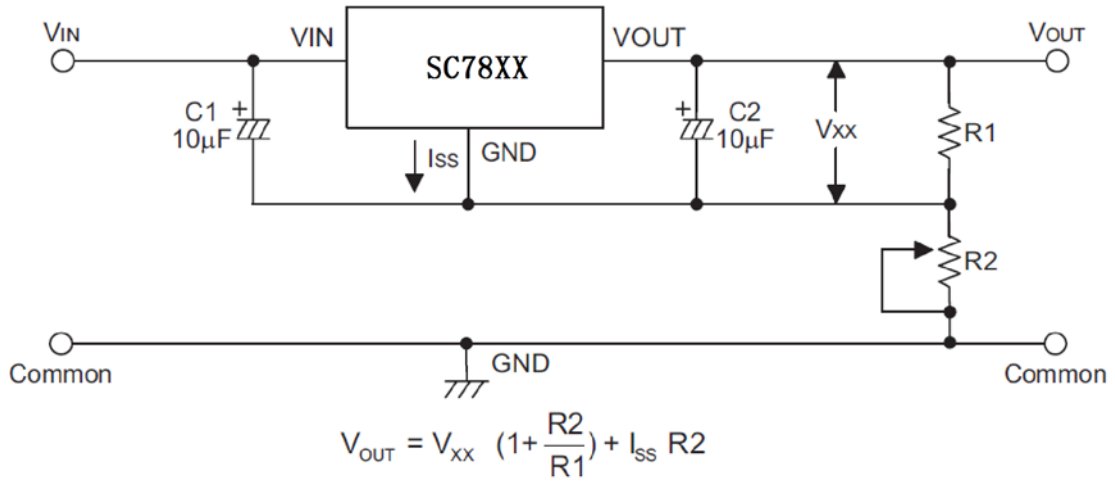 VIN
VIN
SC78XX
VOUT
VOUT
C1 +
10μF
ISS
GND
+ C2
10μF
VXX
R1
R2
Common
GND
Common
VOUT = VXX (1+R2/R1) + ISS R2